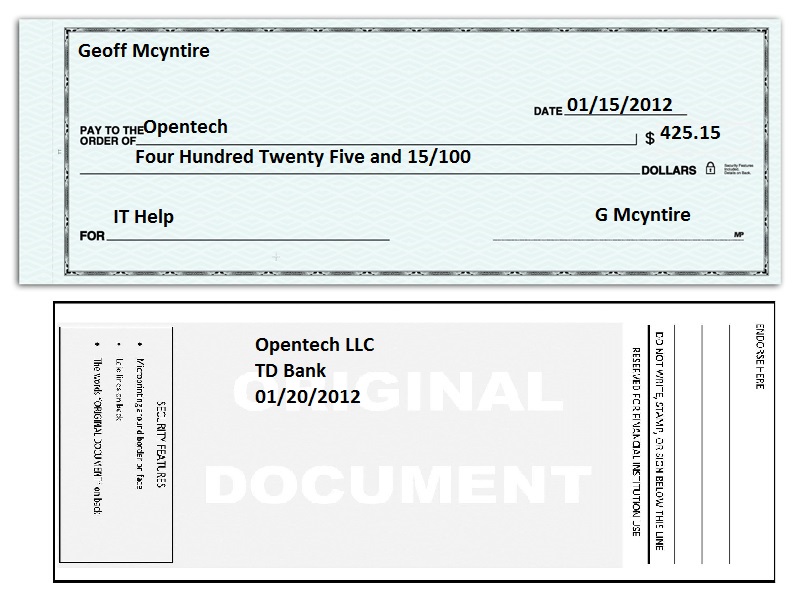 Geoff Mcyntire
DATE 01/15/2012
PAY TO THE
ORDER OF Opentech $ 425.15
Four Hundred Twenty Five and 15/100 DOLLARS
Security Features
Included.
Details on Back.
IT Help G Mcyntire
FOR MP
Opentech LLC
TD Bank
01/20/2012
ORIGINAL
DOCUMENT
SECURITY FEATURES
• Microprinting around border on face
• Lock lines on back
• The words "ORIGINAL DOCUMENT" on back
ENDORSE HERE
DO NOT WRITE, STAMP, OR SIGN BELOW THIS LINE
RESERVED FOR FINANCIAL INSTITUTION USE